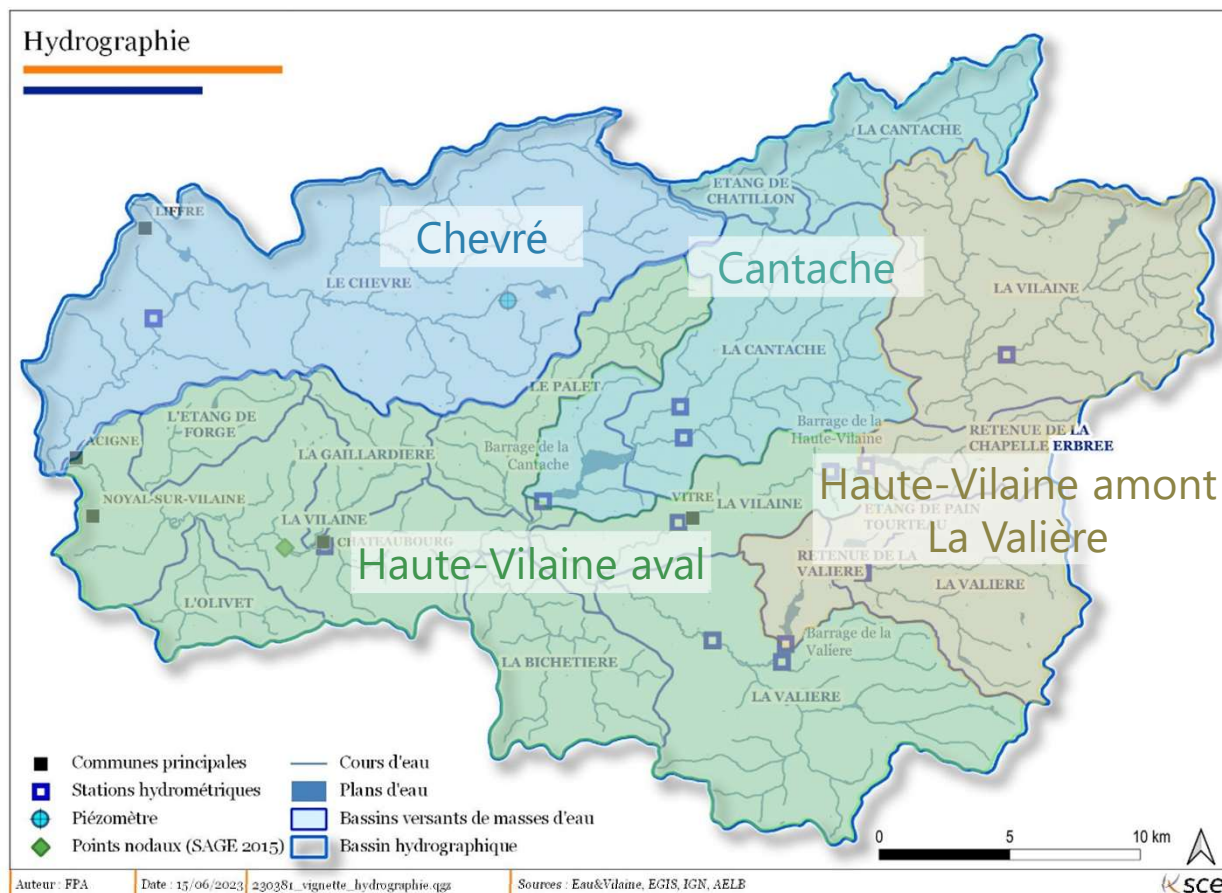 Hydrographie
LA CANTACHE
ETANG DE
CHATILLON
LIFFRE
Chevré
Cantache
LE CHEVRE
LA VILAINE
LA CANTACHE
LE PALET
L'ETANG DE
FORGE
Barrage de la
Haute-Vilaine
RETENUE DE LA
CHAPELLE ERBREE
ACIGNE
LA GAILLARDIERE
Barrage de la
Cantache
NOYAL-SUR-VILAINE
VITRE
LA VILAINE
Haute-Vilaine amont
La Valière
ETANG DE PAIN
TOURTEAU
LA VILAINE
CHATEAUBOURG
Haute-Vilaine aval
RETENUE DE LA
VALIERE
LA VALIERE
L'OLIVET
Barrage de la
Valière
LA BICHETIERE
LA VALIERE
Communes principales
Stations hydrométriques
Piézomètre
Points nodaux (SAGE 2015)
Cours d'eau
Plans d'eau
Bassins versants de masses d'eau
Bassin hydrographique
0 5 10 km
Auteur : FPA
Date : 15/06/2023
230381_vignette_hydrographie.qgz
Sources : Eau&Vilaine, EGIS, IGN, AELB
sce